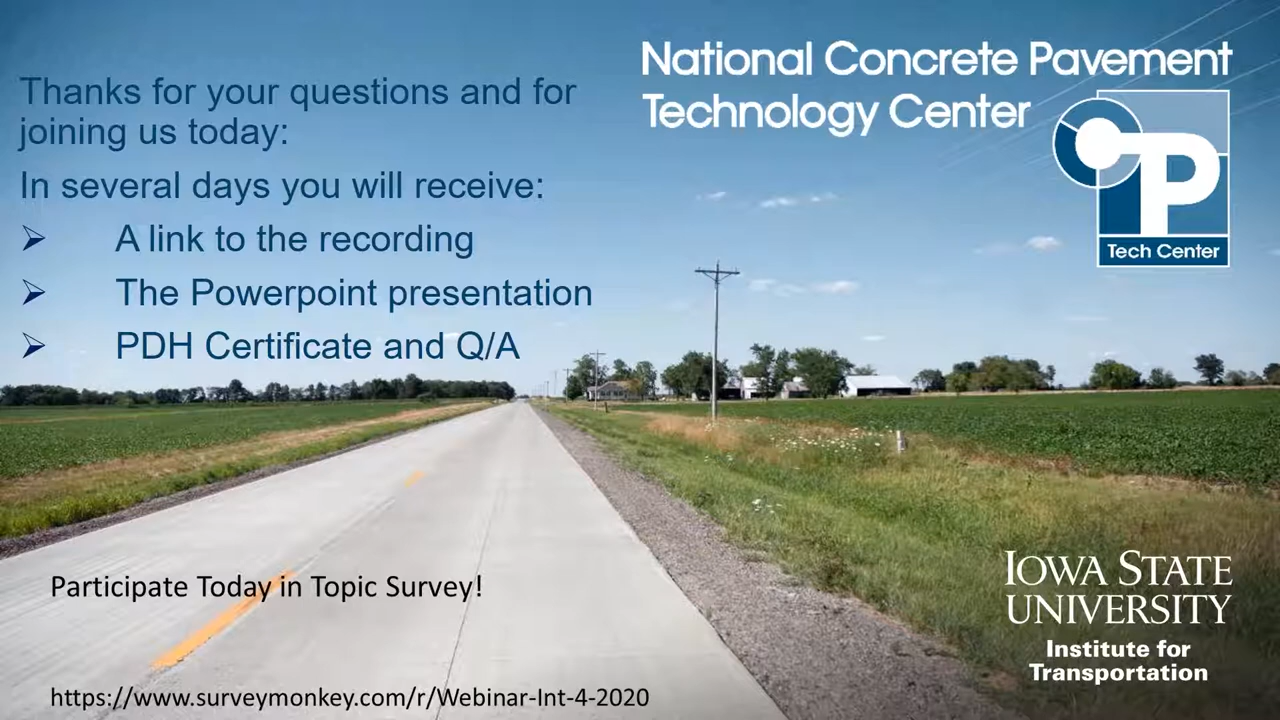 Thanks for your questions and for
joining us today:
In several days you will receive:
➢ A link to the recording
➢ The Powerpoint presentation
➢ PDH Certificate and Q/A
National Concrete Pavement
Technology Center
CP
Tech Center
Participate Today in Topic Survey!
https://www.surveymonkey.com/r/Webinar-Int-4-2020
IOWA STATE
UNIVERSITY
Institute for
Transportation